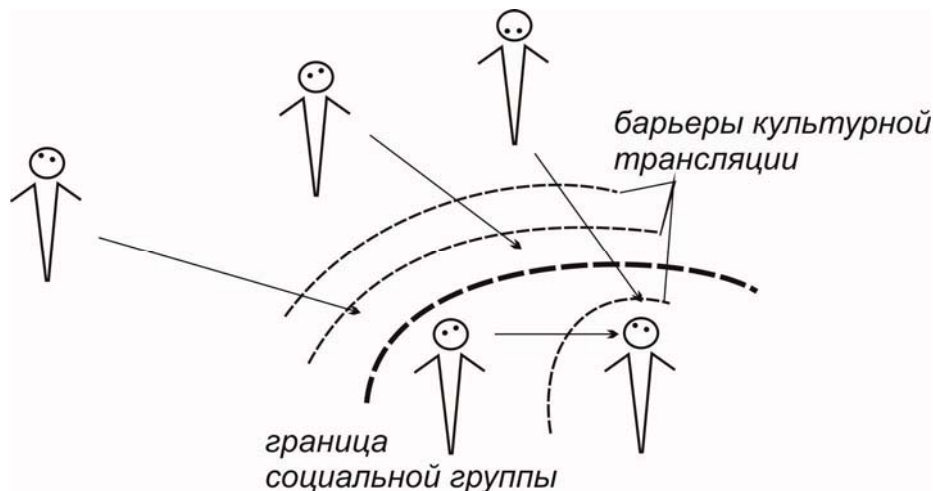 барьеры культурной
трансляции
граница
социальной группы